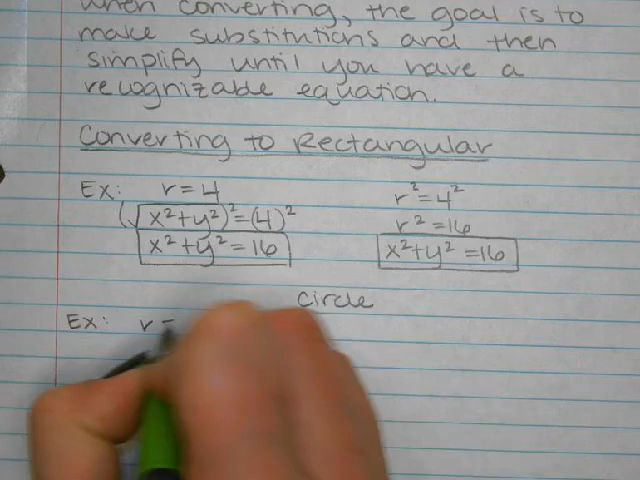 when converting, the goal is to
make substitutions and then
simplify until you have a
recognizable equation.
Converting to Rectangular
Ex: r = 4
(√x²+y²)² = (4)²
x²+y² = 16
r² = 4²
r² = 16
x²+y² = 16
circle
Ex: r =